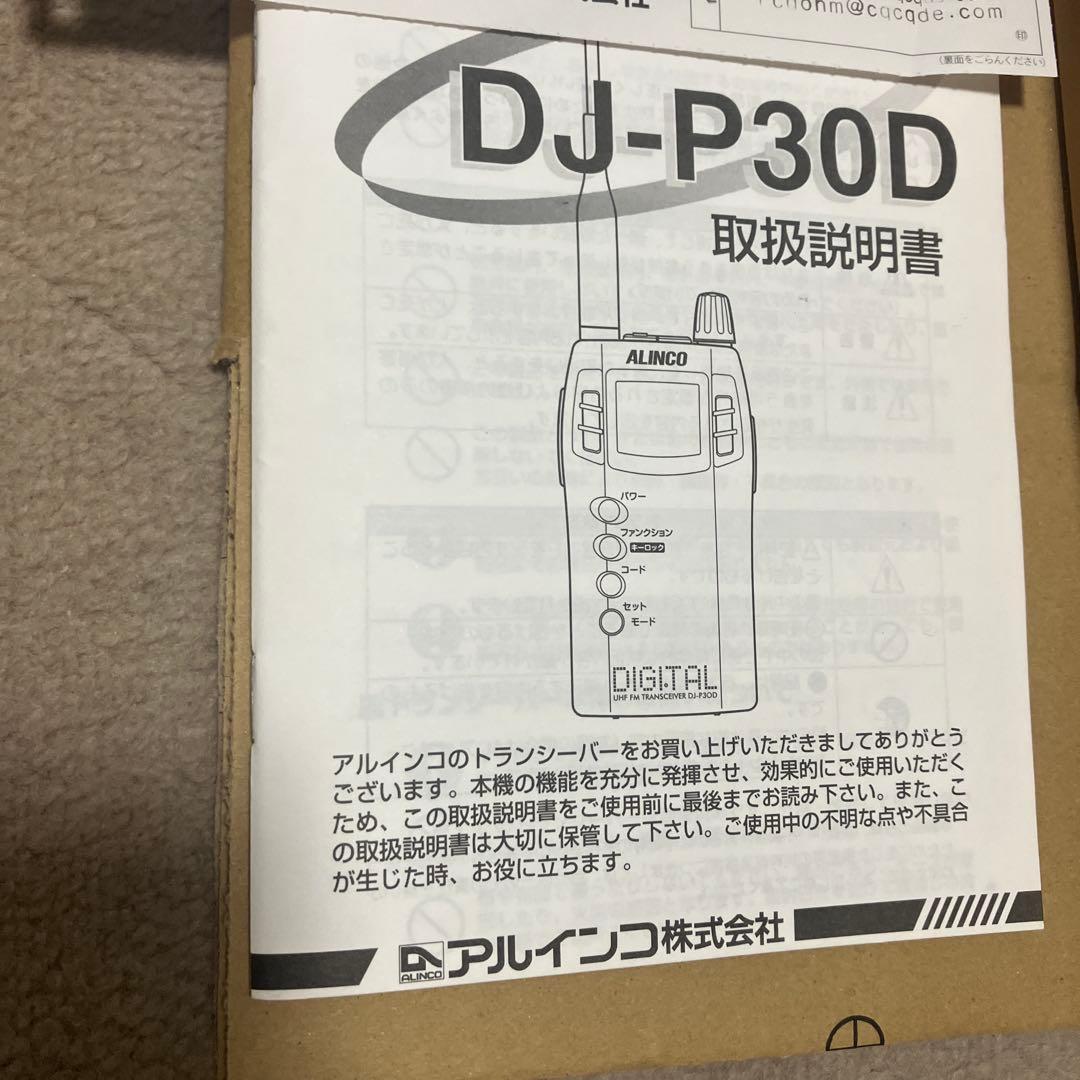 rcdohm@cqcqde.com
印
(裏面をごらんください)
DJ-P30D
取扱説明書
ALINCO
パワー
ファンクション
キーロック
コード
セット
モード
DIGITAL
UHF FM TRANSCEIVER DJ-P30D
アルインコのトランシーバーをお買い上げいただきましてありがとう
ございます。本機の機能を充分に発揮させ、効果的にご使用いただく
ため、この取扱説明書をご使用前に最後までお読み下さい。また、こ
の取扱説明書は大切に保管して下さい。ご使用中の不明な点や不具合
が生じた時、お役に立ちます。
ALINCO アルインコ株式会社